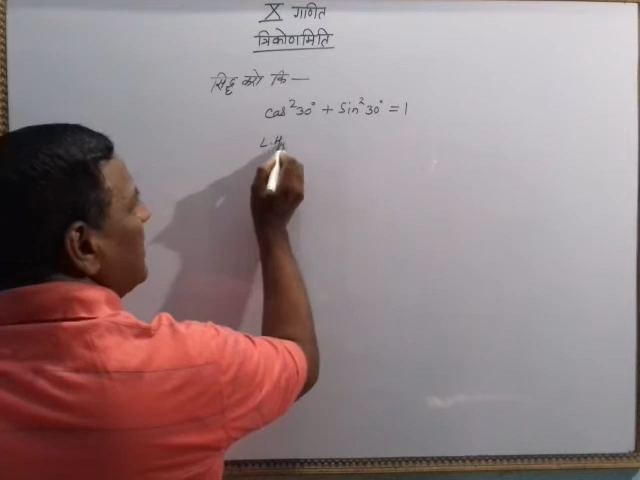 X गणित
त्रिकोणमिति
सिद्ध करो कि —
cos²30° + sin²30° = 1
L.H